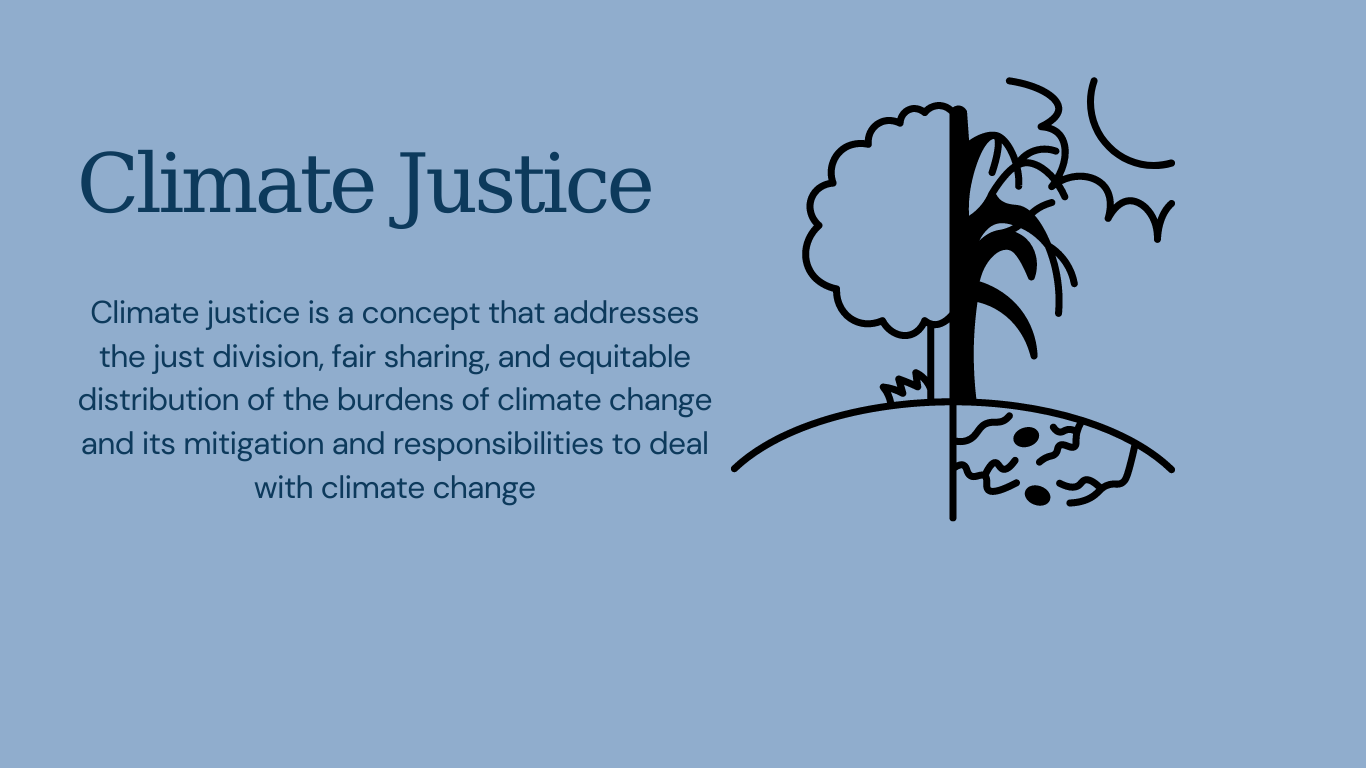 Climate Justice
Climate justice is a concept that addresses
the just division, fair sharing, and equitable
distribution of the burdens of climate change
and its mitigation and responsibilities to deal
with climate change